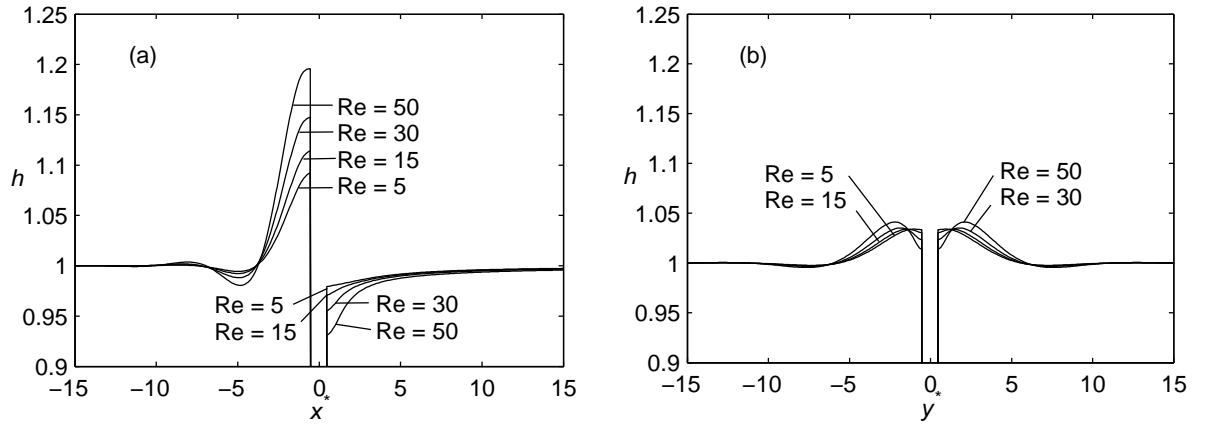 (a)
h
1.25
1.2
1.15
1.1
1.05
1
0.95
0.9
Re = 50
Re = 30
Re = 15
Re = 5
Re = 5
Re = 15
Re = 30
Re = 50
−15 −10 −5 0 5 10 15
x*
(b)
h
1.25
1.2
1.15
1.1
1.05
1
0.95
0.9
Re = 5
Re = 15
Re = 50
Re = 30
−15 −10 −5 0 5 10 15
y*